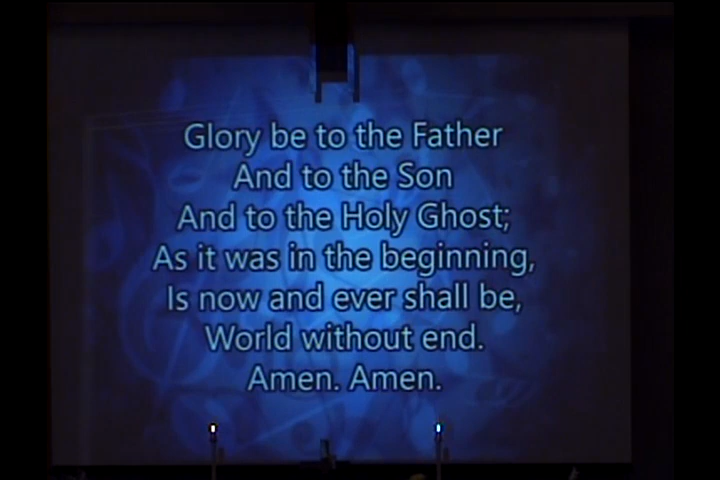 Glory be to the Father
And to the Son
And to the Holy Ghost;
As it was in the beginning,
Is now and ever shall be,
World without end.
Amen. Amen.